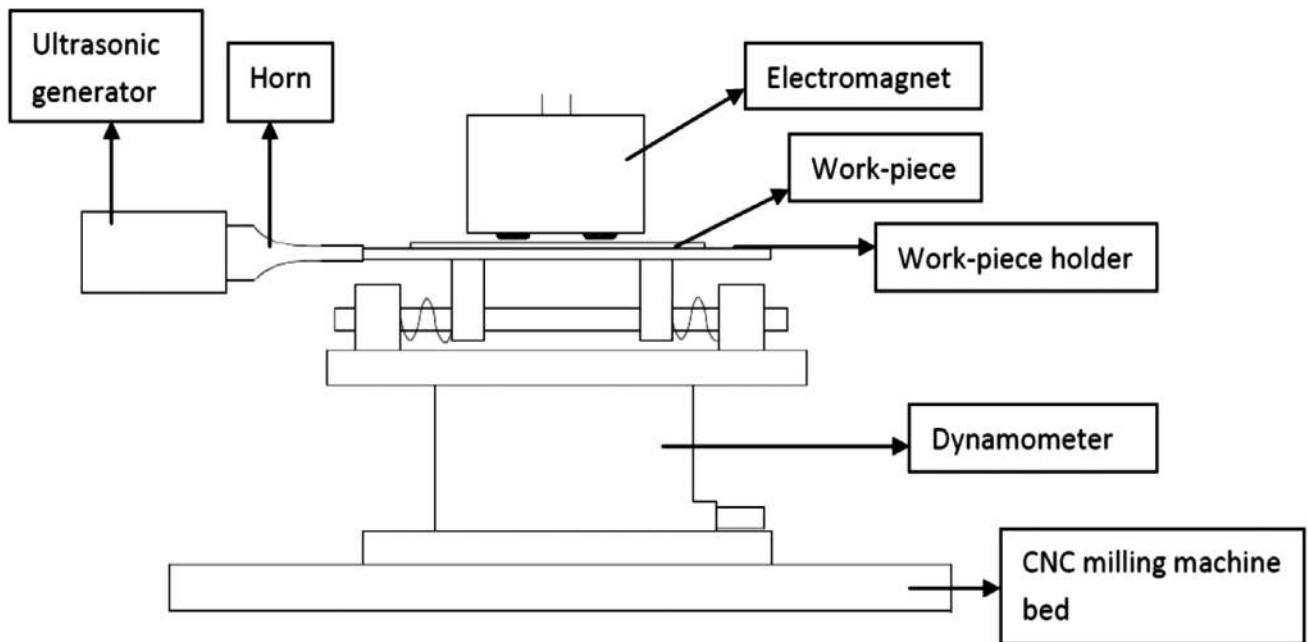 Ultrasonic
generator
Horn
Electromagnet
Work-piece
Work-piece holder
Dynamometer
CNC milling machine
bed